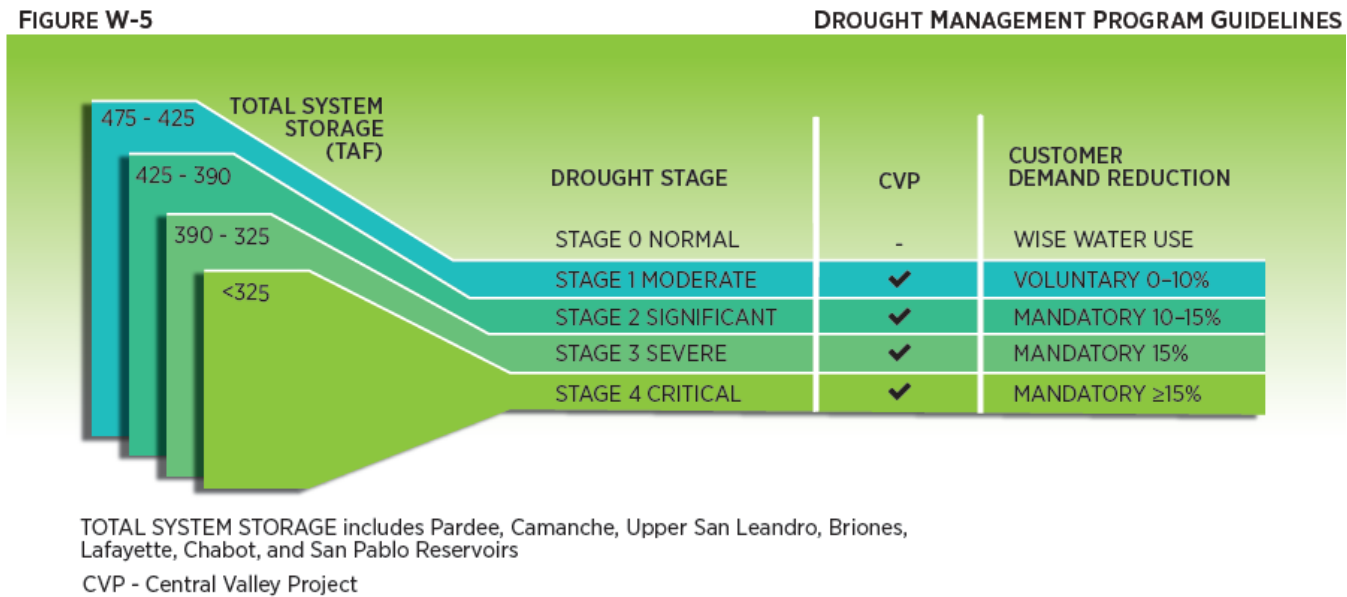 FIGURE W-5
DROUGHT MANAGEMENT PROGRAM GUIDELINES
TOTAL SYSTEM
STORAGE
(TAF)
475 - 425
425 - 390
390 - 325
<325
DROUGHT STAGE
CVP
CUSTOMER
DEMAND REDUCTION
STAGE 0 NORMAL - WISE WATER USE
STAGE 1 MODERATE ✔ VOLUNTARY 0–10%
STAGE 2 SIGNIFICANT ✔ MANDATORY 10–15%
STAGE 3 SEVERE ✔ MANDATORY 15%
STAGE 4 CRITICAL ✔ MANDATORY ≥15%
TOTAL SYSTEM STORAGE includes Pardee, Camanche, Upper San Leandro, Briones,
Lafayette, Chabot, and San Pablo Reservoirs
CVP - Central Valley Project